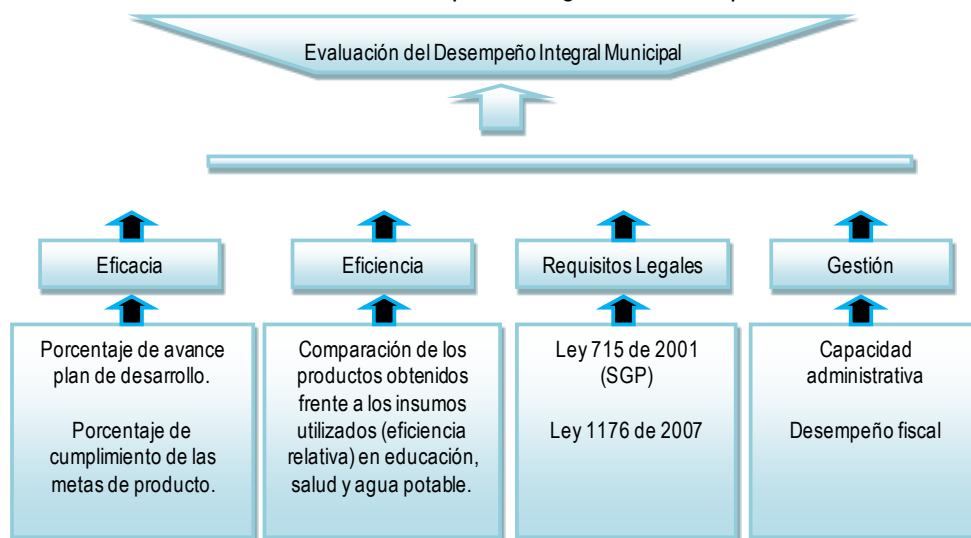 Evaluación del Desempeño Integral Municipal
Eficacia
Eficiencia
Requisitos Legales
Gestión
Porcentaje de avance
plan de desarrollo.
Porcentaje de
cumplimiento de las
metas de producto.
Comparación de los
productos obtenidos
frente a los insumos
utilizados (eficiencia
relativa) en educación,
salud y agua potable.
Ley 715 de 2001
(SGP)
Ley 1176 de 2007
Capacidad
administrativa
Desempeño fiscal